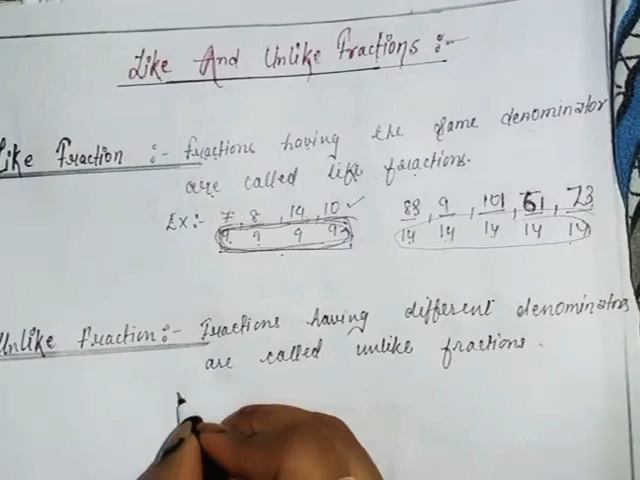 Like And Unlike Fractions :-
Like Fraction :- Fractions having the same denominator
are called like fractions.
Ex :- 7/9, 8/9, 14/9, 10/9 ✓ 88/14, 9/14, 101/14, 61/14, 73/14
Unlike fraction :- Fractions having different denominators
are called unlike fractions.